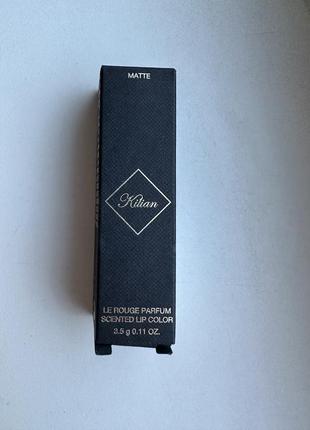 MATTE
Kilian
LE ROUGE PARFUM
SCENTED LIP COLOR
3.5 g 0.11 OZ.